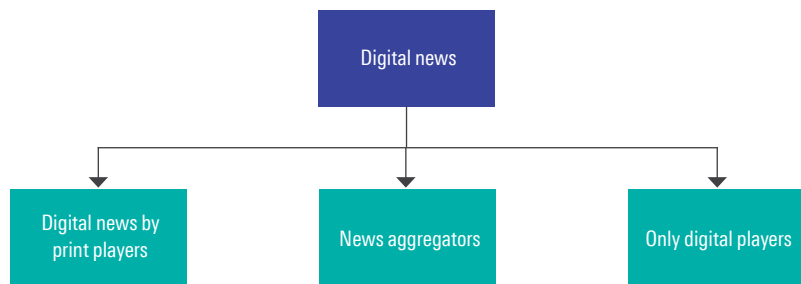 Digital news
Digital news by
print players
News aggregators
Only digital players